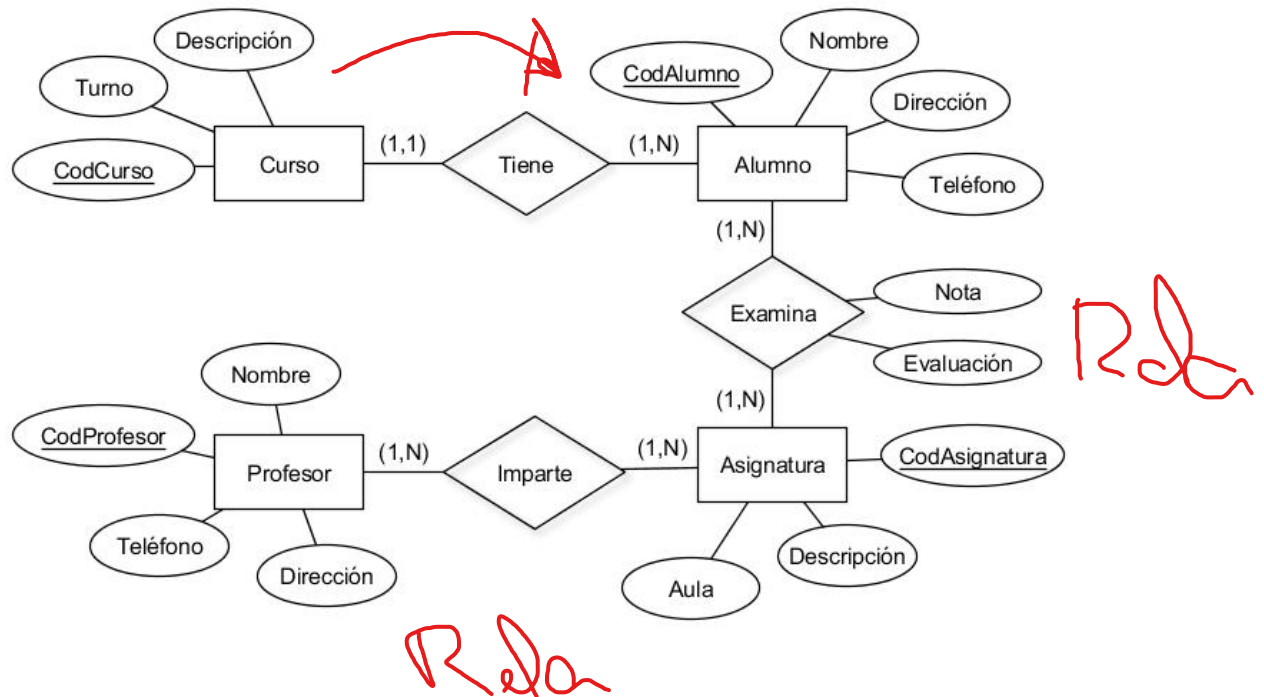 Descripción
Turno
CodCurso
Curso
(1,1)
Tiene
(1,N)
CodAlumno
Nombre
Dirección
Teléfono
Alumno
(1,N)
Examina
Nota
Evaluación
(1,N)
Nombre
CodProfesor
Profesor
Teléfono
Dirección
(1,N)
Imparte
(1,N)
Asignatura
CodAsignatura
Descripción
Aula